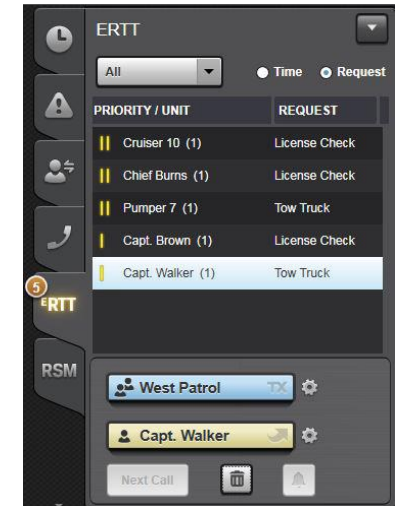 ERTT
All
Time
Request
PRIORITY / UNIT REQUEST
Cruiser 10 (1) License Check
Chief Burns (1) License Check
Pumper 7 (1) Tow Truck
Capt. Brown (1) License Check
Capt. Walker (1) Tow Truck
5
ERTT
RSM
West Patrol TX
Capt. Walker
Next Call